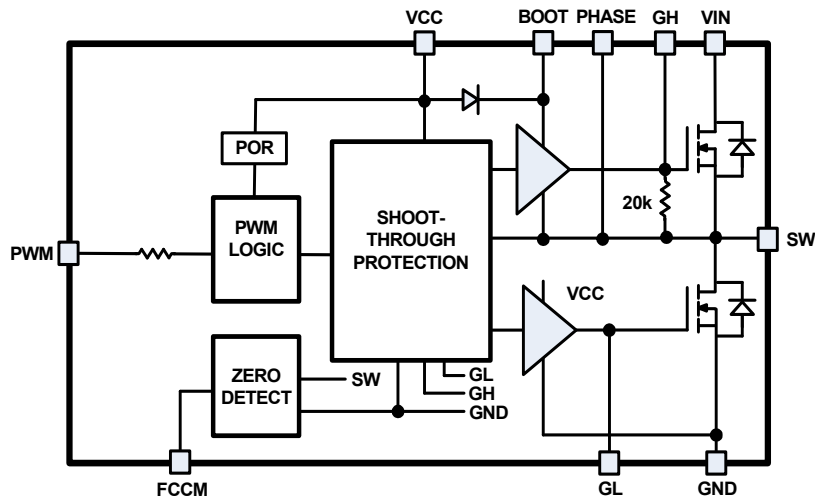 VCC BOOT PHASE GH VIN
POR
20k
PWM
PWM
LOGIC
SHOOT-
THROUGH
PROTECTION
SW
VCC
ZERO
DETECT
SW
GL
GH
GND
FCCM
GL
GND